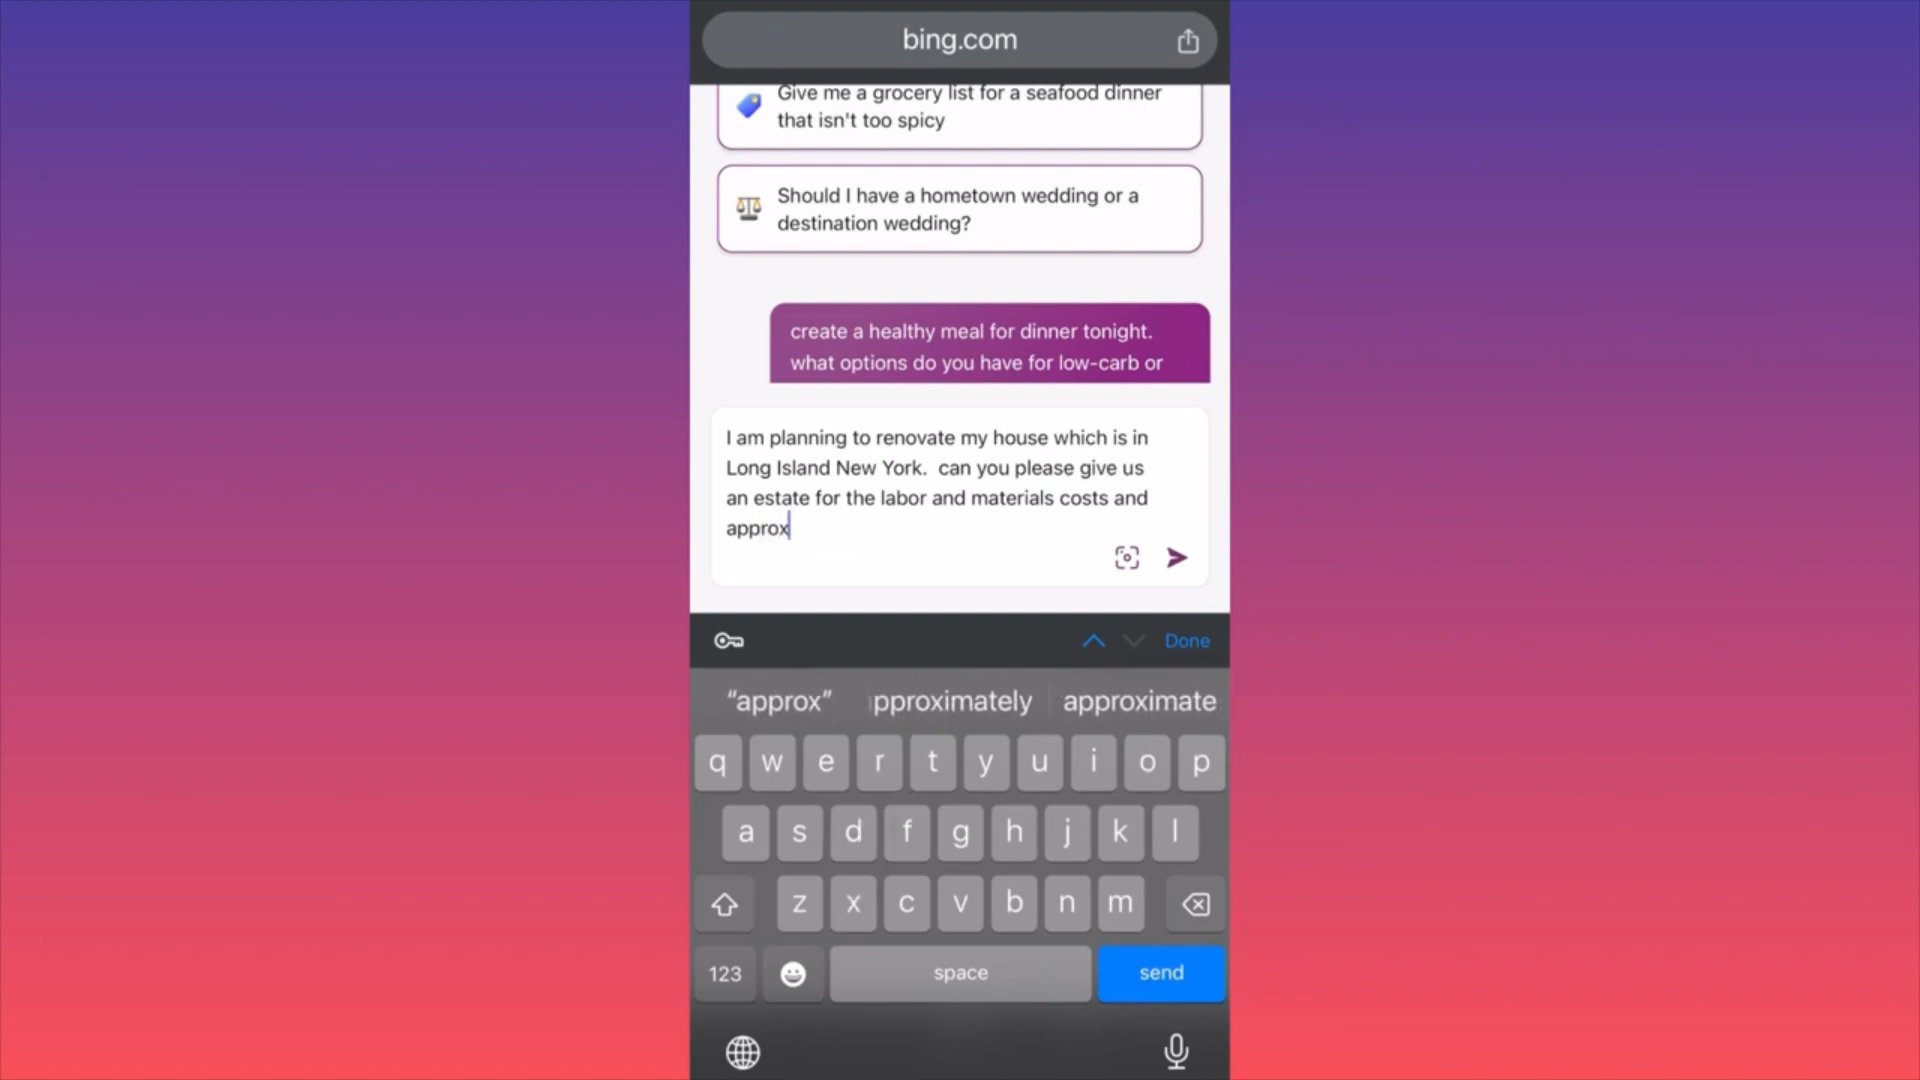 bing.com
Give me a grocery list for a seafood dinner
that isn't too spicy
Should I have a hometown wedding or a
destination wedding?
create a healthy meal for dinner tonight.
what options do you have for low-carb or
I am planning to renovate my house which is in
Long Island New York.  can you please give us
an estate for the labor and materials costs and
approx
Done
“approx” pproximately approximate
q w e r t y u i o p
a s d f g h j k l
z x c v b n m
123 space send